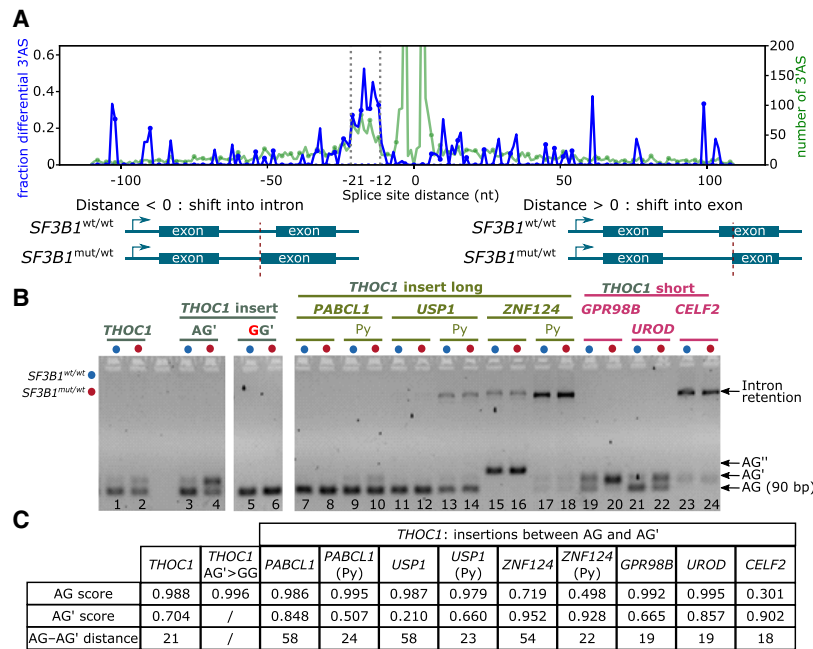 A
fraction differential 3'AS
0.6
0.4
0.2
0
200
150
100
50
0
number of 3'AS
-100 -50 -21 -12 0 50 100
Splice site distance (nt)
Distance < 0 : shift into intron
Distance > 0 : shift into exon
SF3B1wt/wt exon exon
SF3B1mut/wt exon exon
SF3B1wt/wt exon exon
SF3B1mut/wt exon exon
B
THOC1 insert long
THOC1 short
THOC1 insert
PABCL1 USP1 ZNF124
GPR98B CELF2
THOC1 AG' GG' Py Py Py UROD
SF3B1wt/wt
SF3B1mut/wt
Intron retention
AG''
AG'
AG (90 bp)
1 2 3 4 5 6 7 8 9 10 11 12 13 14 15 16 17 18 19 20 21 22 23 24
C
THOC1: insertions between AG and AG'
THOC1 THOC1 AG'>GG PABCL1 PABCL1 (Py) USP1 USP1 (Py) ZNF124 ZNF124 (Py) GPR98B UROD CELF2
AG score 0.988 0.996 0.986 0.995 0.987 0.979 0.719 0.498 0.992 0.995 0.301
AG' score 0.704 / 0.848 0.507 0.210 0.660 0.952 0.928 0.665 0.857 0.902
AG–AG' distance 21 / 58 24 58 23 54 22 19 19 18